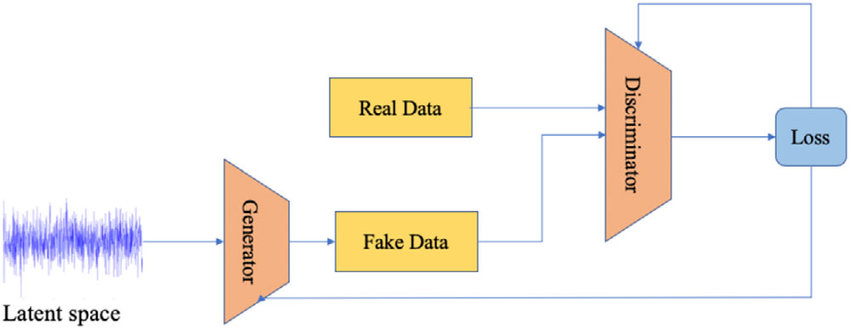 Real Data
Discriminator
Loss
Generator
Fake Data
Latent space